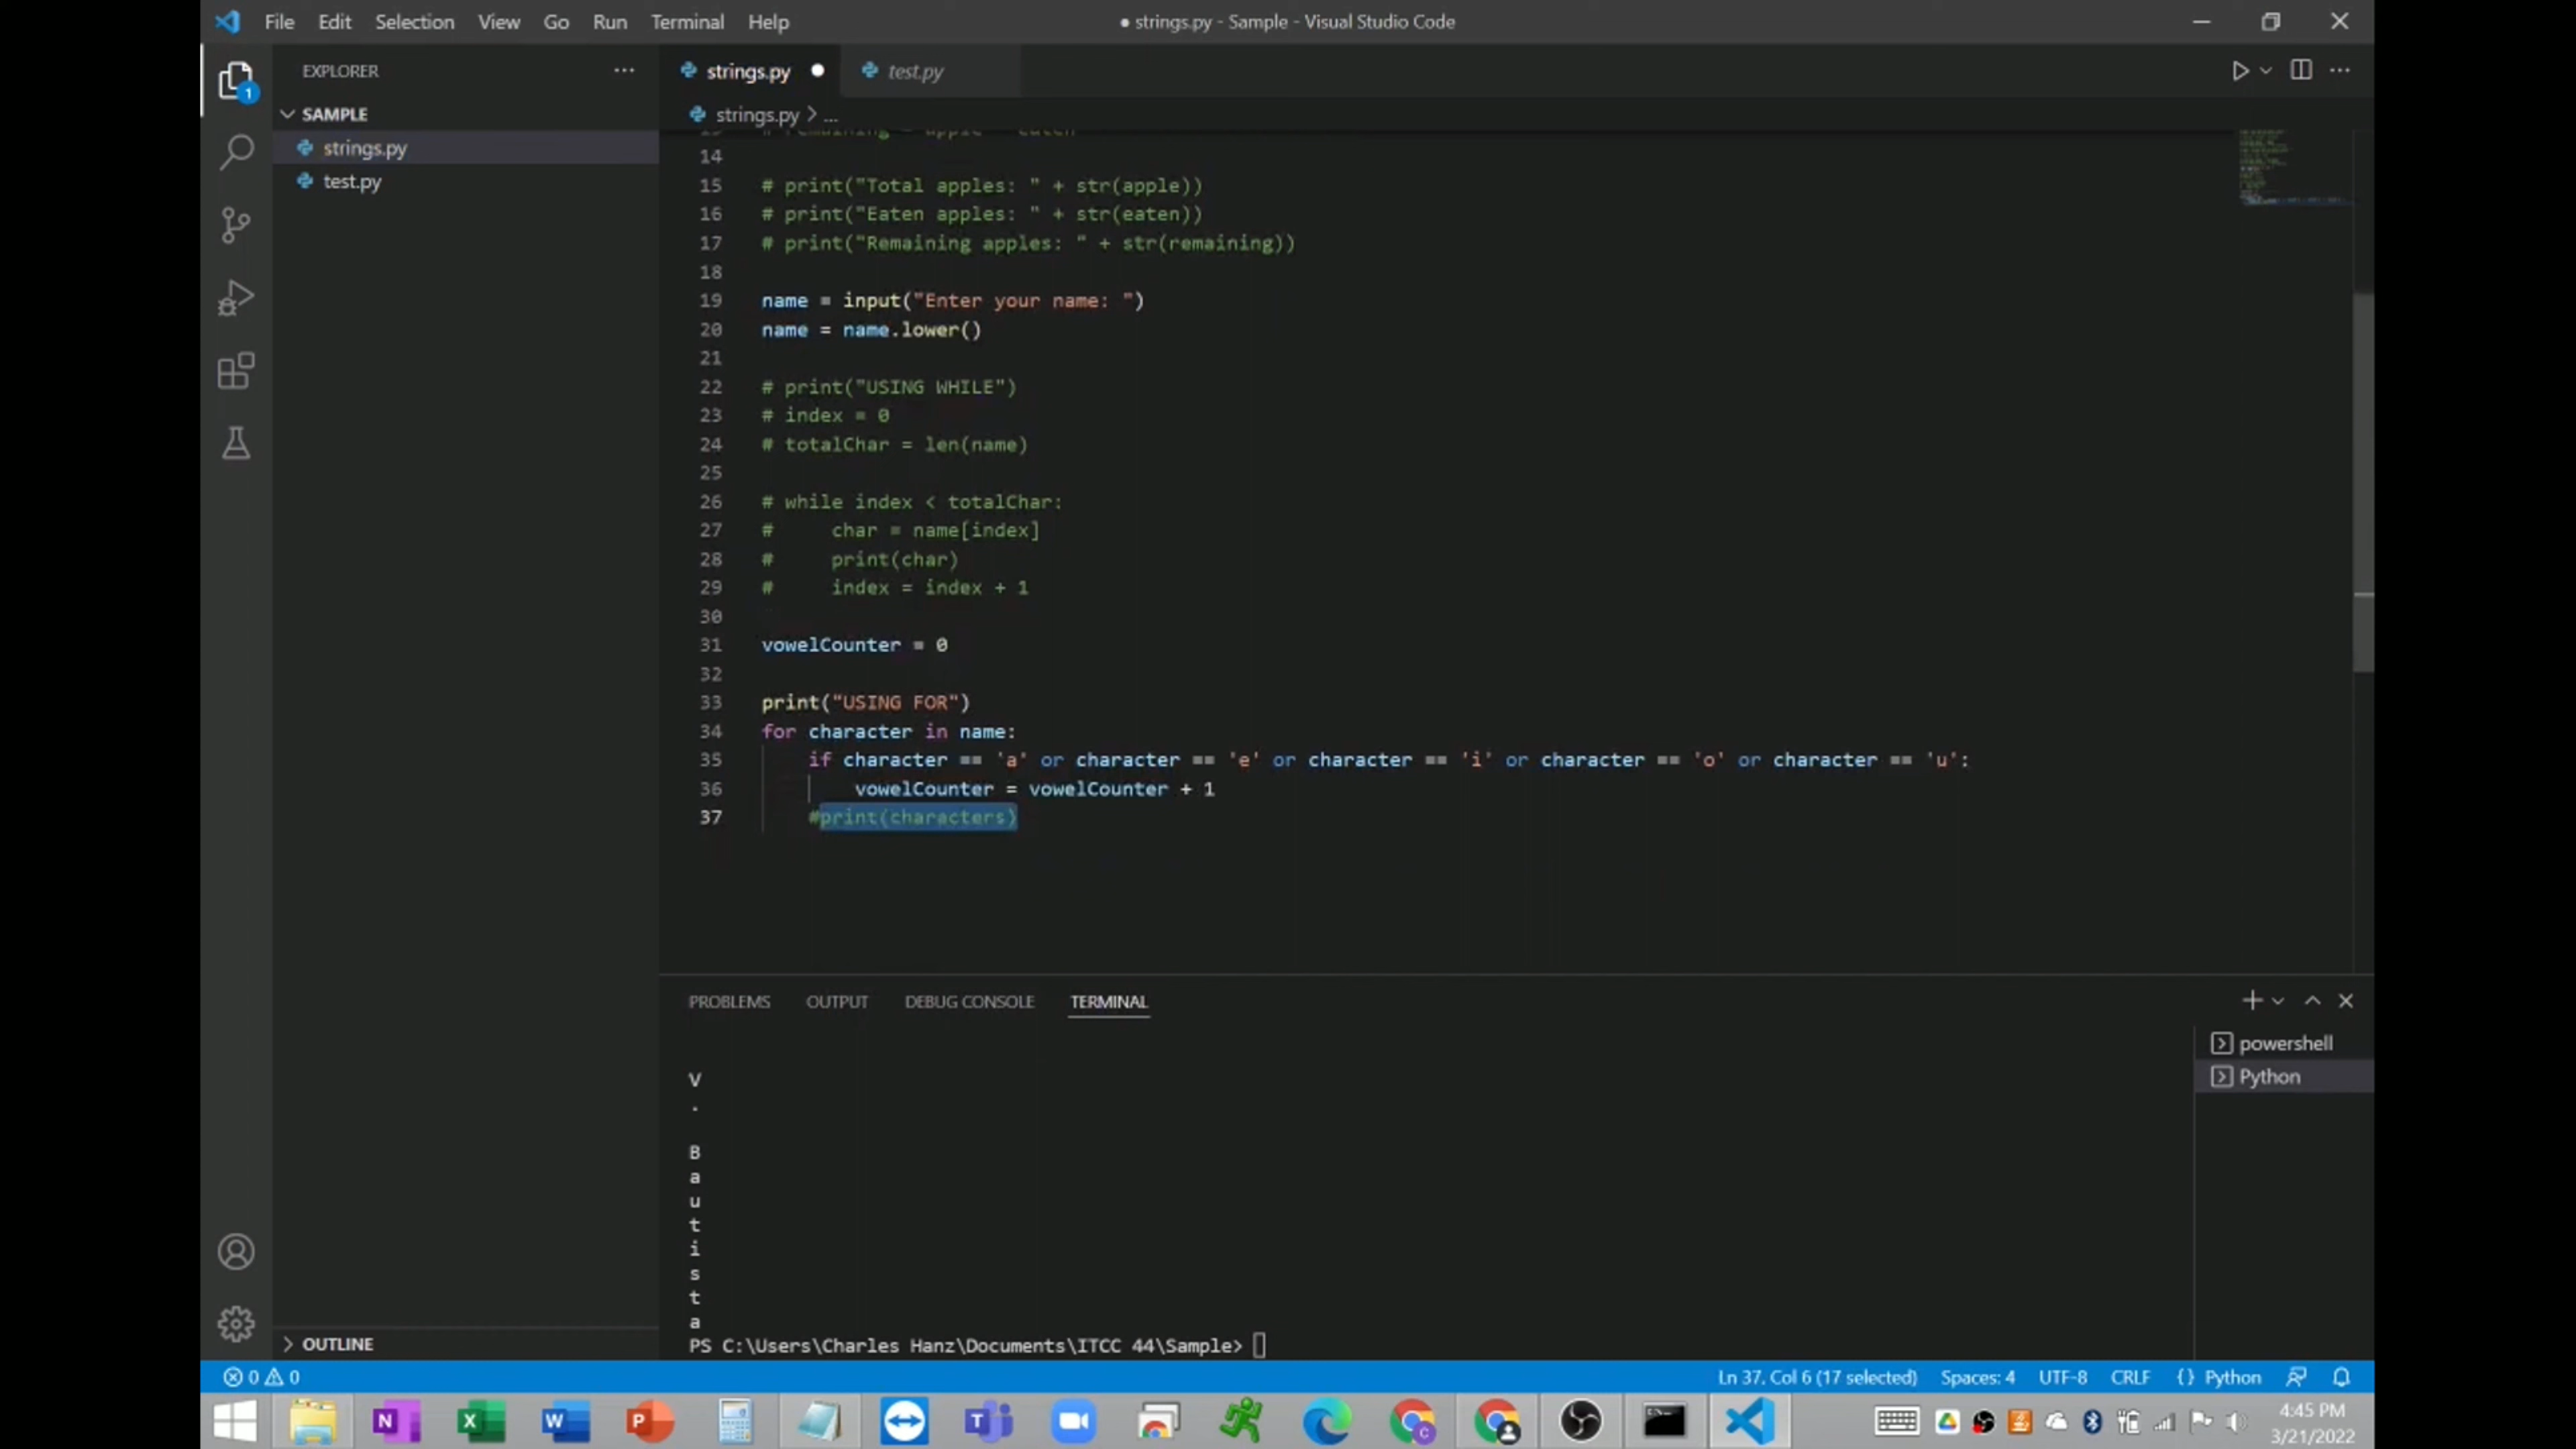 File Edit Selection View Go Run Terminal Help
● strings.py - Sample - Visual Studio Code
EXPLORER
SAMPLE
strings.py
test.py
OUTLINE
1
strings.py
test.py
strings.py > ...
14
15 # print("Total apples: " + str(apple))
16 # print("Eaten apples: " + str(eaten))
17 # print("Remaining apples: " + str(remaining))
18
19 name = input("Enter your name: ")
20 name = name.lower()
21
22 # print("USING WHILE")
23 # index = 0
24 # totalChar = len(name)
25
26 # while index < totalChar:
27 #     char = name[index]
28 #     print(char)
29 #     index = index + 1
30
31 vowelCounter = 0
32
33 print("USING FOR")
34 for character in name:
35     if character == 'a' or character == 'e' or character == 'i' or character == 'o' or character == 'u':
36         vowelCounter = vowelCounter + 1
37     #print(characters)
PROBLEMS OUTPUT DEBUG CONSOLE TERMINAL
V
.
B
a
u
t
i
s
t
a
PS C:\Users\Charles Hanz\Documents\ITCC 44\Sample>
powershell
Python
0 0
Ln 37, Col 6 (17 selected) Spaces: 4 UTF-8 CRLF {} Python
4:45 PM
3/21/2022